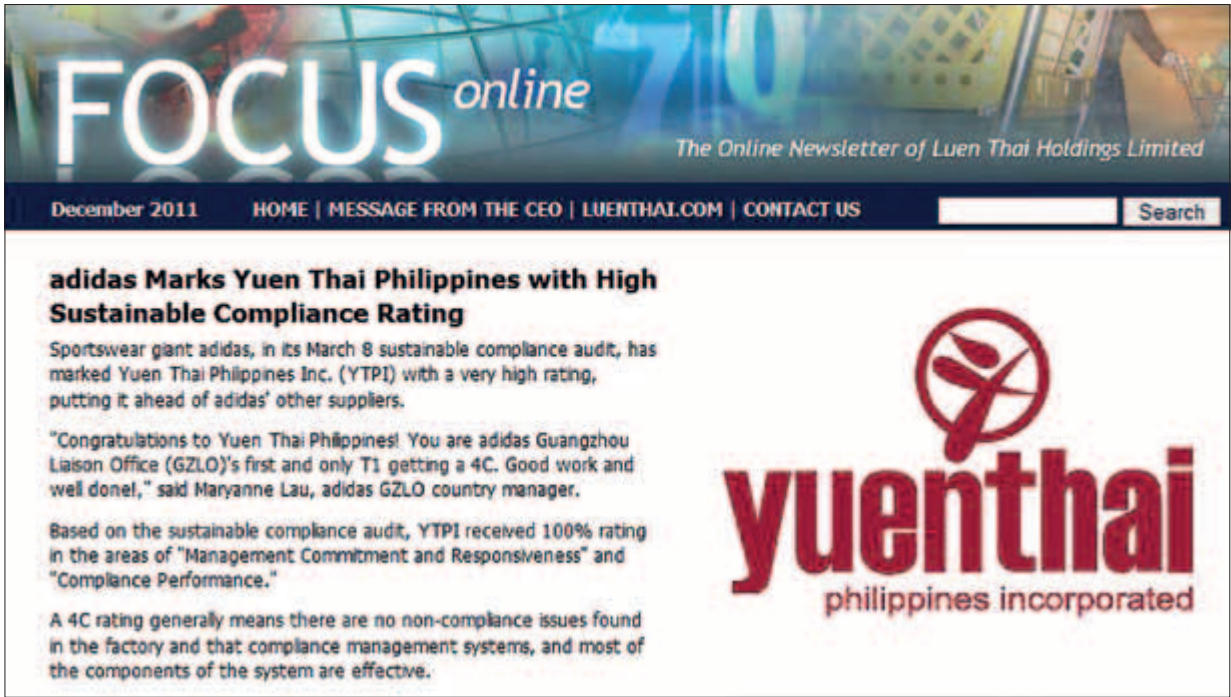 FOCUS online
The Online Newsletter of Luen Thai Holdings Limited
December 2011 HOME | MESSAGE FROM THE CEO | LUENTHAI.COM | CONTACT US Search
adidas Marks Yuen Thai Philippines with High
Sustainable Compliance Rating
Sportswear giant adidas, in its March 8 sustainable compliance audit, has
marked Yuen Thai Philippines Inc. (YTPI) with a very high rating,
putting it ahead of adidas' other suppliers.
"Congratulations to Yuen Thai Philippines! You are adidas Guangzhou
Liaison Office (GZLO)'s first and only T1 getting a 4C. Good work and
well done!," said Maryanne Lau, adidas GZLO country manager.
Based on the sustainable compliance audit, YTPI received 100% rating
in the areas of "Management Commitment and Responsiveness" and
"Compliance Performance."
A 4C rating generally means there are no non-compliance issues found
in the factory and that compliance management systems, and most of
the components of the system are effective.
yuenthai
philippines incorporated